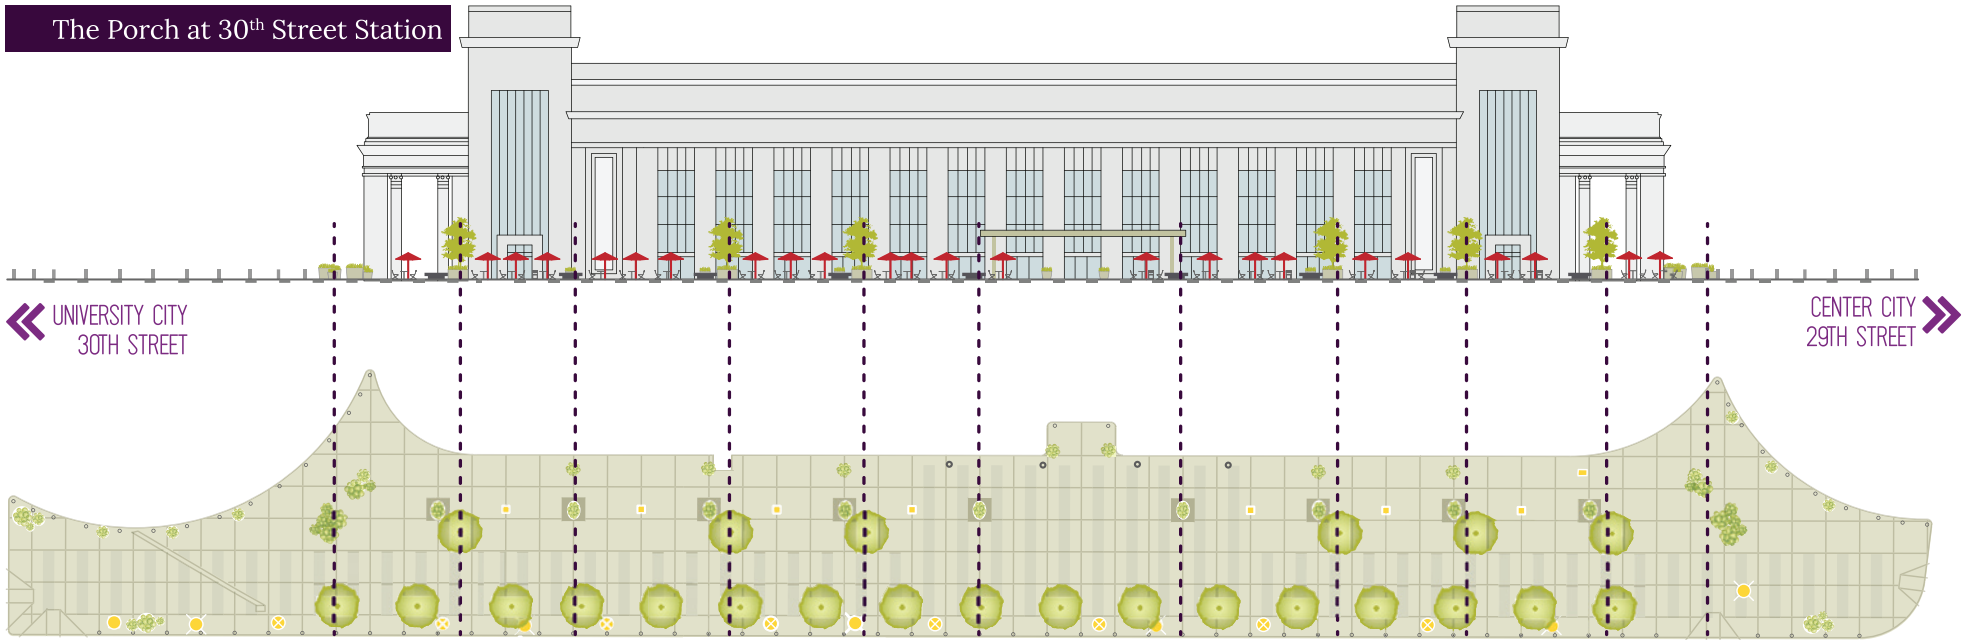 The Porch at 30th Street Station
UNIVERSITY CITY
30TH STREET
CENTER CITY
29TH STREET